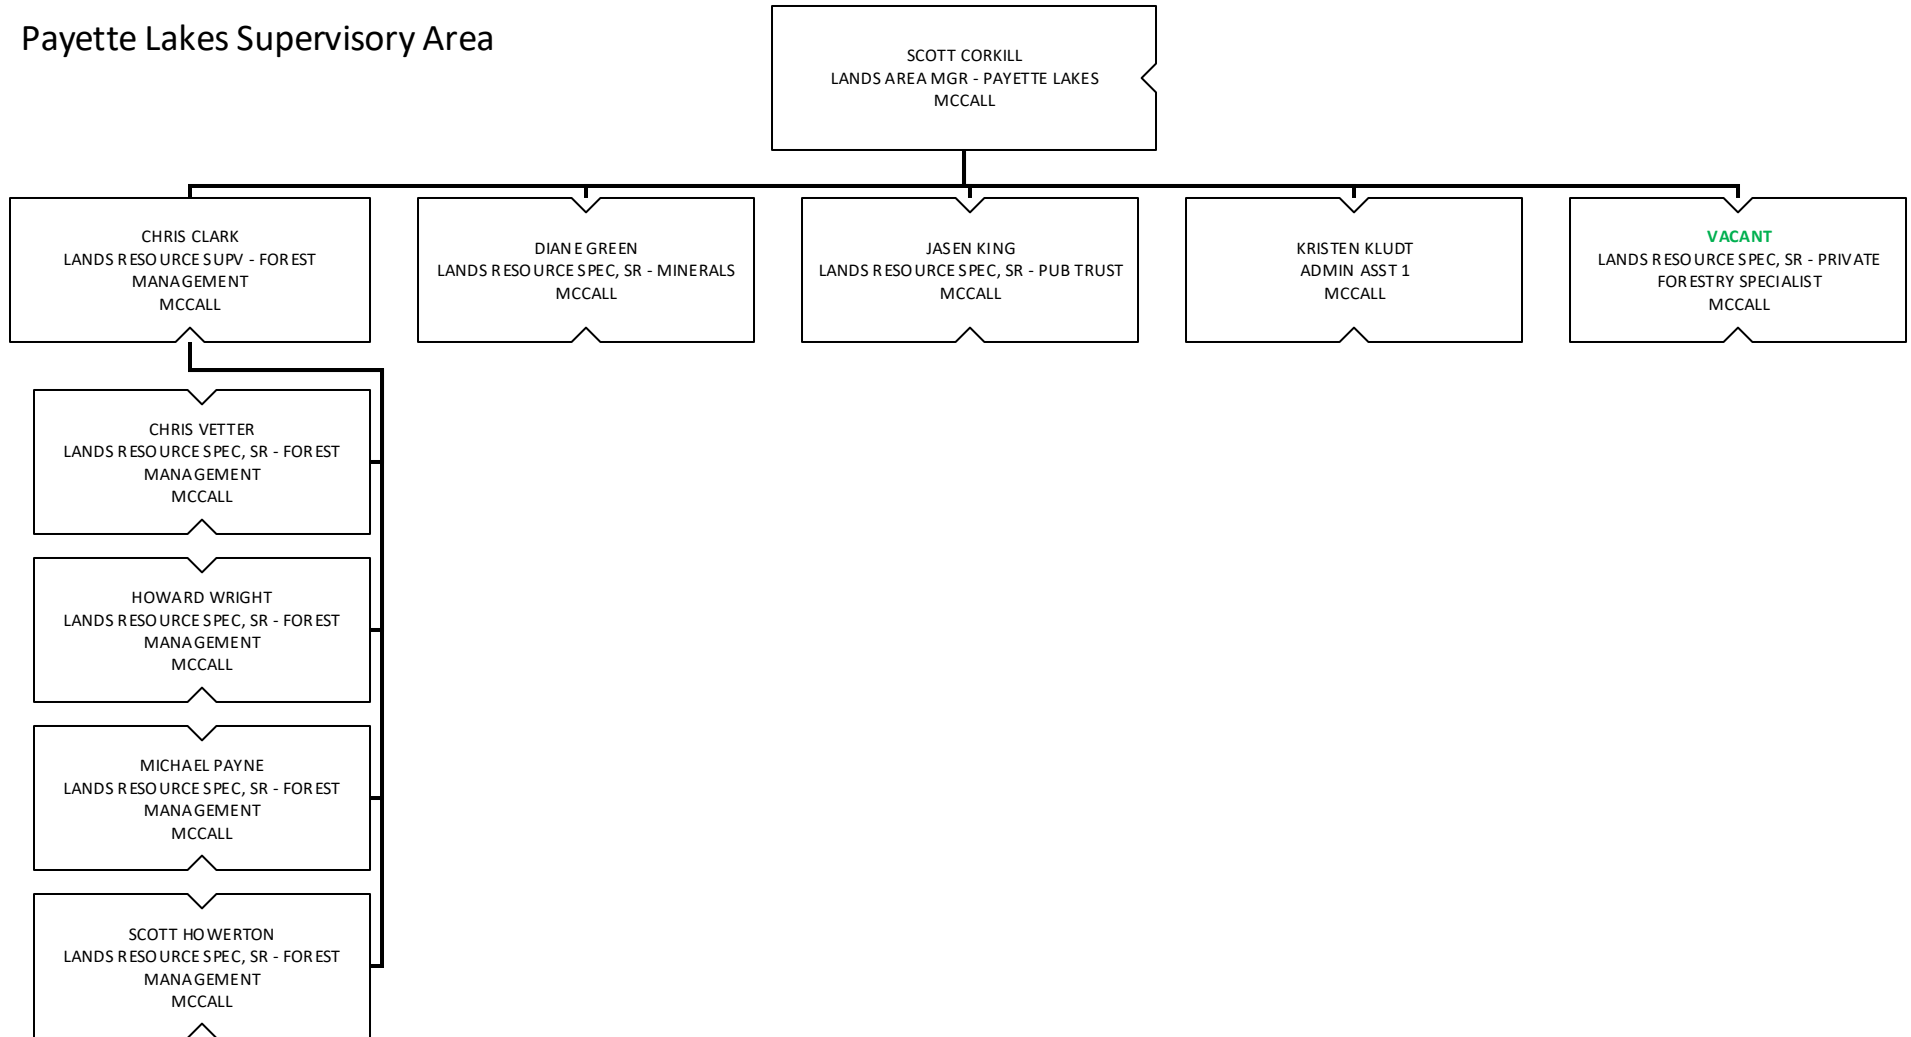 Payette Lakes Supervisory Area
SCOTT CORKILL
LANDS AREA MGR - PAYETTE LAKES
MCCALL
CHRIS CLARK
LANDS RESOURCE SUPV - FOREST
MANAGEMENT
MCCALL
DIANE GREEN
LANDS RESOURCE SPEC, SR - MINERALS
MCCALL
JASEN KING
LANDS RESOURCE SPEC, SR - PUB TRUST
MCCALL
KRISTEN KLUDT
ADMIN ASST 1
MCCALL
VACANT
LANDS RESOURCE SPEC, SR - PRIVATE
FORESTRY SPECIALIST
MCCALL
CHRIS VETTER
LANDS RESOURCE SPEC, SR - FOREST
MANAGEMENT
MCCALL
HOWARD WRIGHT
LANDS RESOURCE SPEC, SR - FOREST
MANAGEMENT
MCCALL
MICHAEL PAYNE
LANDS RESOURCE SPEC, SR - FOREST
MANAGEMENT
MCCALL
SCOTT HOWERTON
LANDS RESOURCE SPEC, SR - FOREST
MANAGEMENT
MCCALL